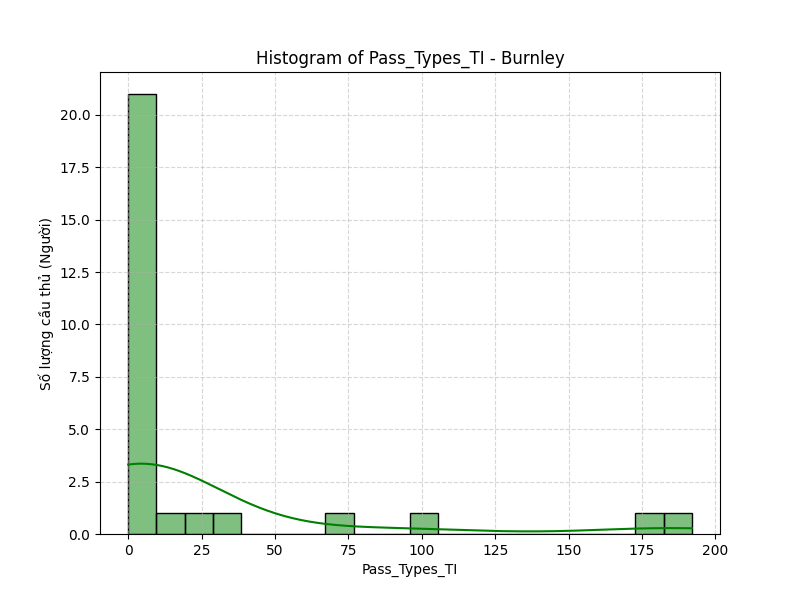 Histogram of Pass_Types_TI - Burnley
Số lượng cầu thủ (Người)
20.0
17.5
15.0
12.5
10.0
7.5
5.0
2.5
0.0
0 25 50 75 100 125 150 175 200
Pass_Types_TI